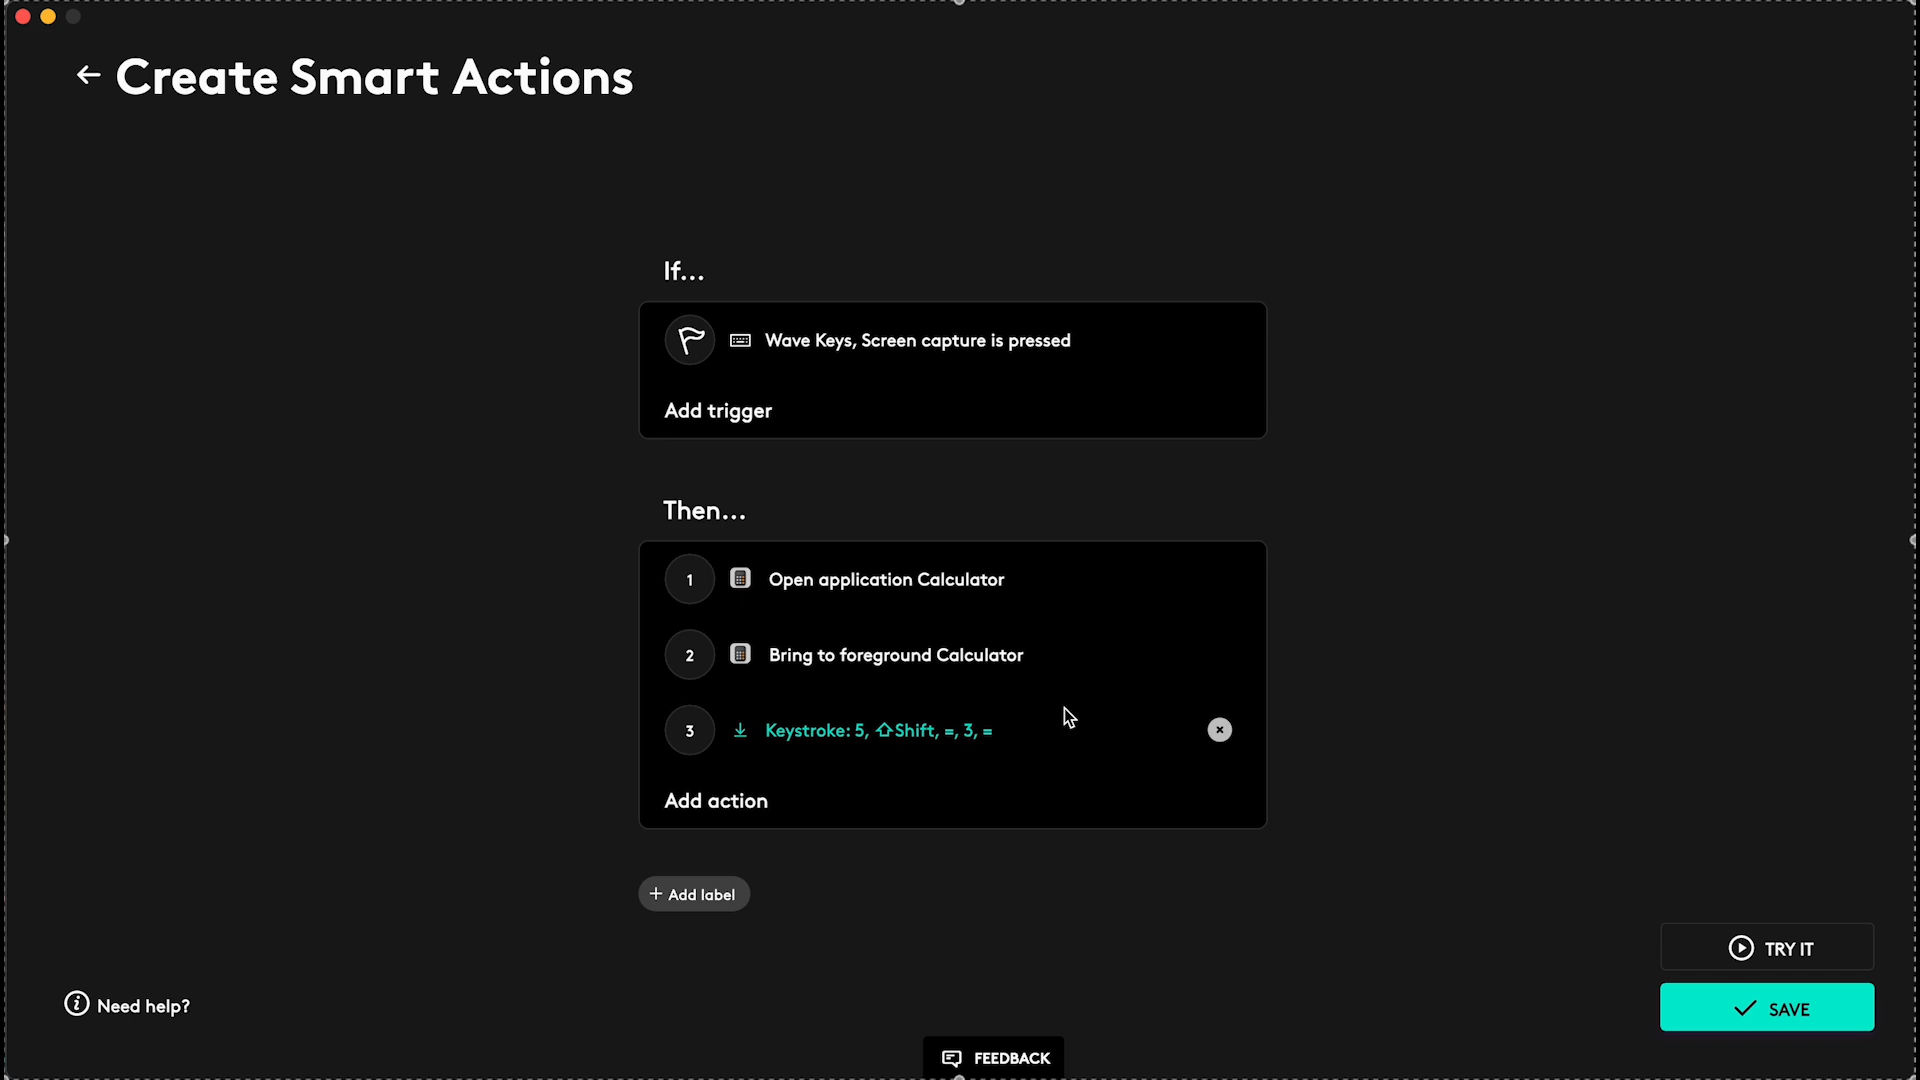 Create Smart Actions
If...
Wave Keys, Screen capture is pressed
Add trigger
Then...
1 Open application Calculator
2 Bring to foreground Calculator
3 Keystroke: 5, ⇧Shift, =, 3, =
Add action
+ Add label
TRY IT
Need help?
SAVE
FEEDBACK